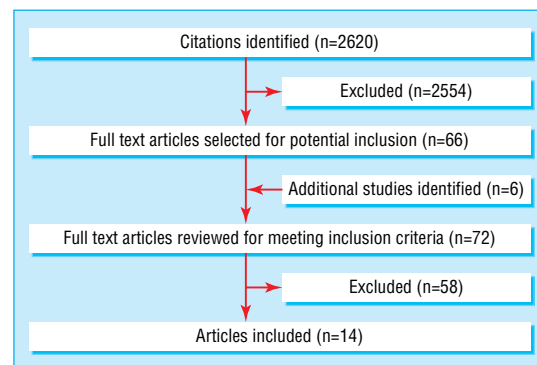 Citations identified (n=2620)
Excluded (n=2554)
Full text articles selected for potential inclusion (n=66)
Additional studies identified (n=6)
Full text articles reviewed for meeting inclusion criteria (n=72)
Excluded (n=58)
Articles included (n=14)